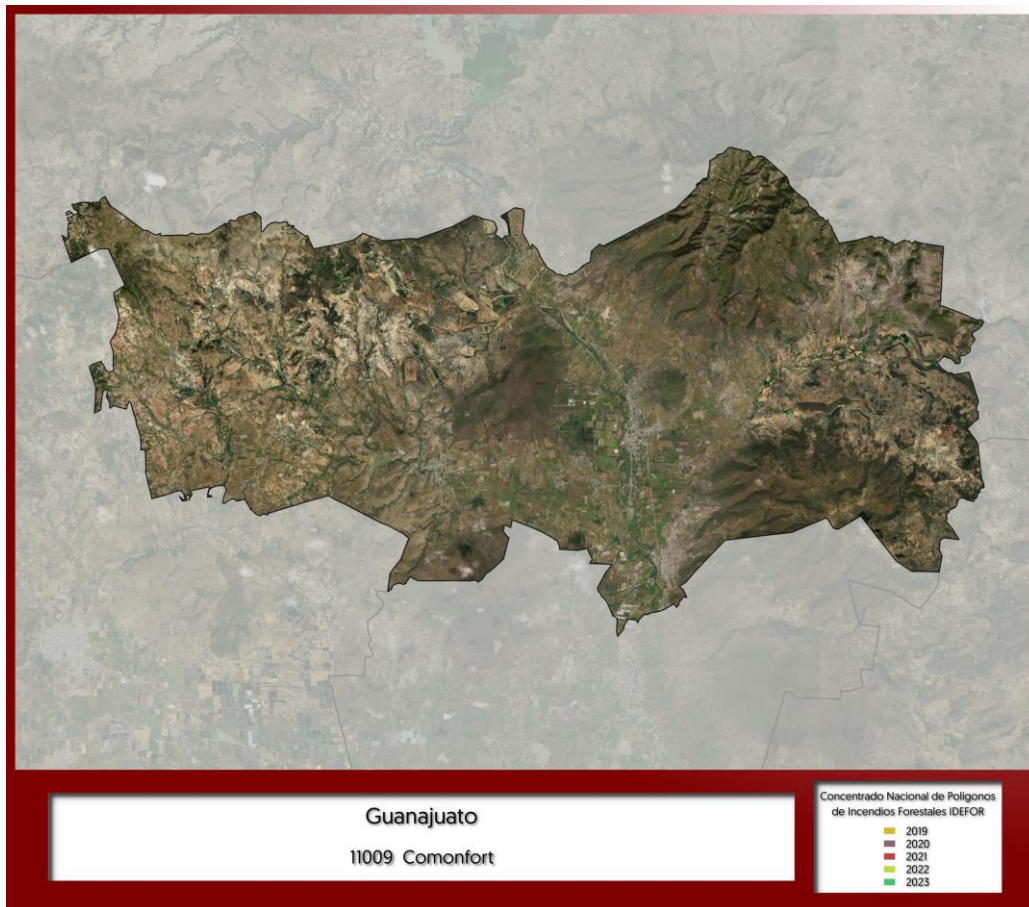 Guanajuato
11009 Comonfort
Concentrado Nacional de Polígonos
de Incendios Forestales IDEFOR
2019
2020
2021
2022
2023